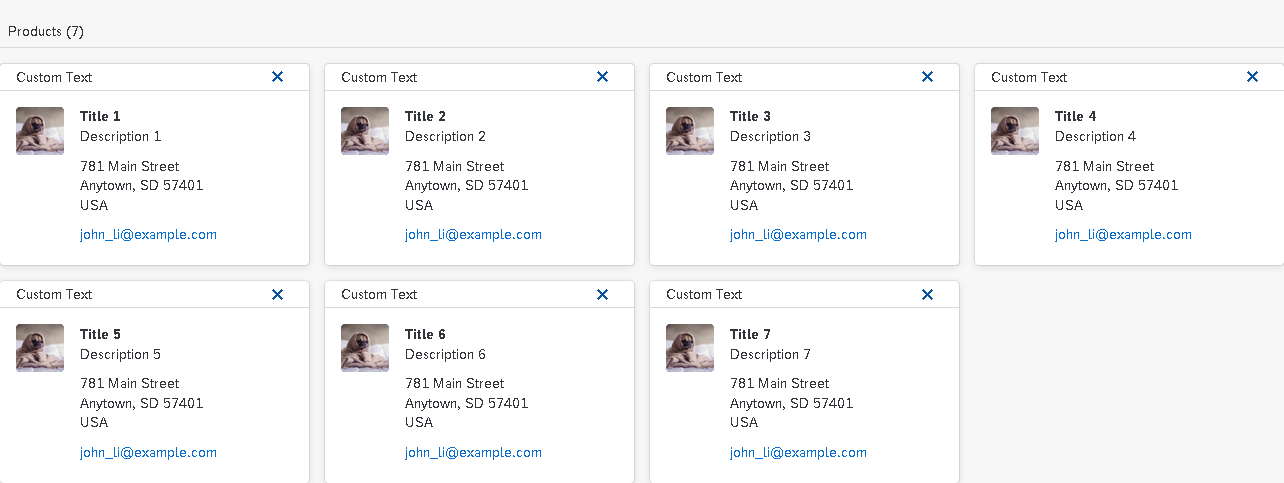 Products (7)
Custom Text
Title 1
Description 1
781 Main Street
Anytown, SD 57401
USA
john_li@example.com
Custom Text
Title 2
Description 2
781 Main Street
Anytown, SD 57401
USA
john_li@example.com
Custom Text
Title 3
Description 3
781 Main Street
Anytown, SD 57401
USA
john_li@example.com
Custom Text
Title 4
Description 4
781 Main Street
Anytown, SD 57401
USA
john_li@example.com
Custom Text
Title 5
Description 5
781 Main Street
Anytown, SD 57401
USA
john_li@example.com
Custom Text
Title 6
Description 6
781 Main Street
Anytown, SD 57401
USA
john_li@example.com
Custom Text
Title 7
Description 7
781 Main Street
Anytown, SD 57401
USA
john_li@example.com